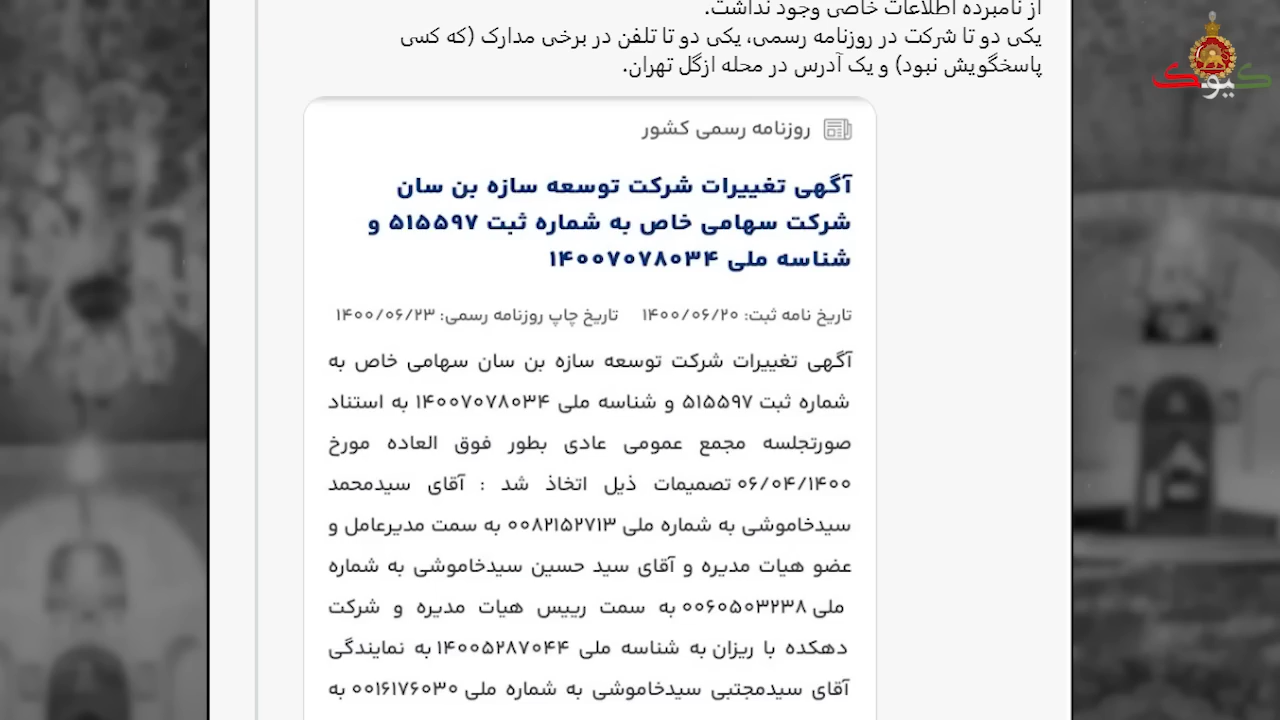 از نامبرده اطلاعات خاصی وجود نداشت.
یکی دو تا شرکت در روزنامه رسمی، یکی دو تا تلفن در برخی مدارک (که کسی
پاسخگویش نبود) و یک آدرس در محله ازگل تهران.
کیوک
روزنامه رسمی کشور
آگهی تغییرات شرکت توسعه سازه بن سان
شرکت سهامی خاص به شماره ثبت ۵۱۵۵۹۷ و
شناسه ملی ۱۴۰۰۷۰۷۸۰۳۴
تاریخ نامه ثبت: ۱۴۰۰/۰۶/۲۰ تاریخ چاپ روزنامه رسمی: ۱۴۰۰/۰۶/۲۳
آگهی تغییرات شرکت توسعه سازه بن سان سهامی خاص به
شماره ثبت ۵۱۵۵۹۷ و شناسه ملی ۱۴۰۰۷۰۷۸۰۳۴ به استناد
صورتجلسه مجمع عمومی عادی بطور فوق العاده مورخ
۰۶/۰۴/۱۴۰۰ تصمیمات ذیل اتخاذ شد : آقای سیدمحمد
سیدخاموشی به شماره ملی ۰۰۸۲۱۵۲۷۱۳ به سمت مدیرعامل و
عضو هیات مدیره و آقای سید حسین سیدخاموشی به شماره
ملی ۰۰۶۰۵۰۳۲۳۸ به سمت رییس هیات مدیره و شرکت
دهکده با ریزان به شناسه ملی ۱۴۰۰۵۲۸۷۰۴۴ به نمایندگی
آقای سیدمجتبی سیدخاموشی به شماره ملی ۰۰۱۶۱۷۶۰۳۰ به